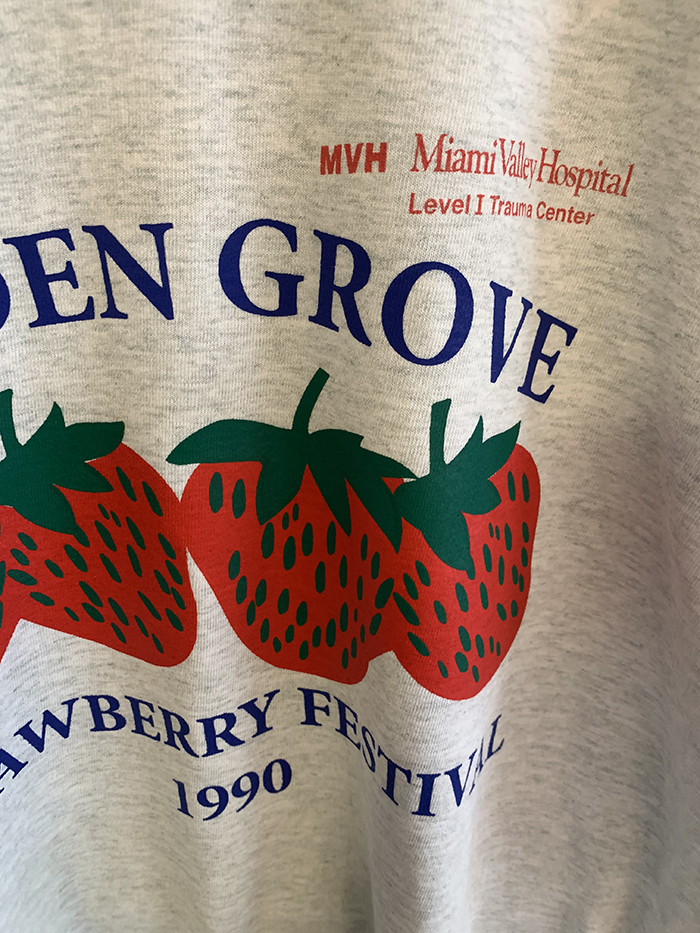 MVH Miami Valley Hospital
Level I Trauma Center
DEN GROVE
AWBERRY FESTIVAL
1990